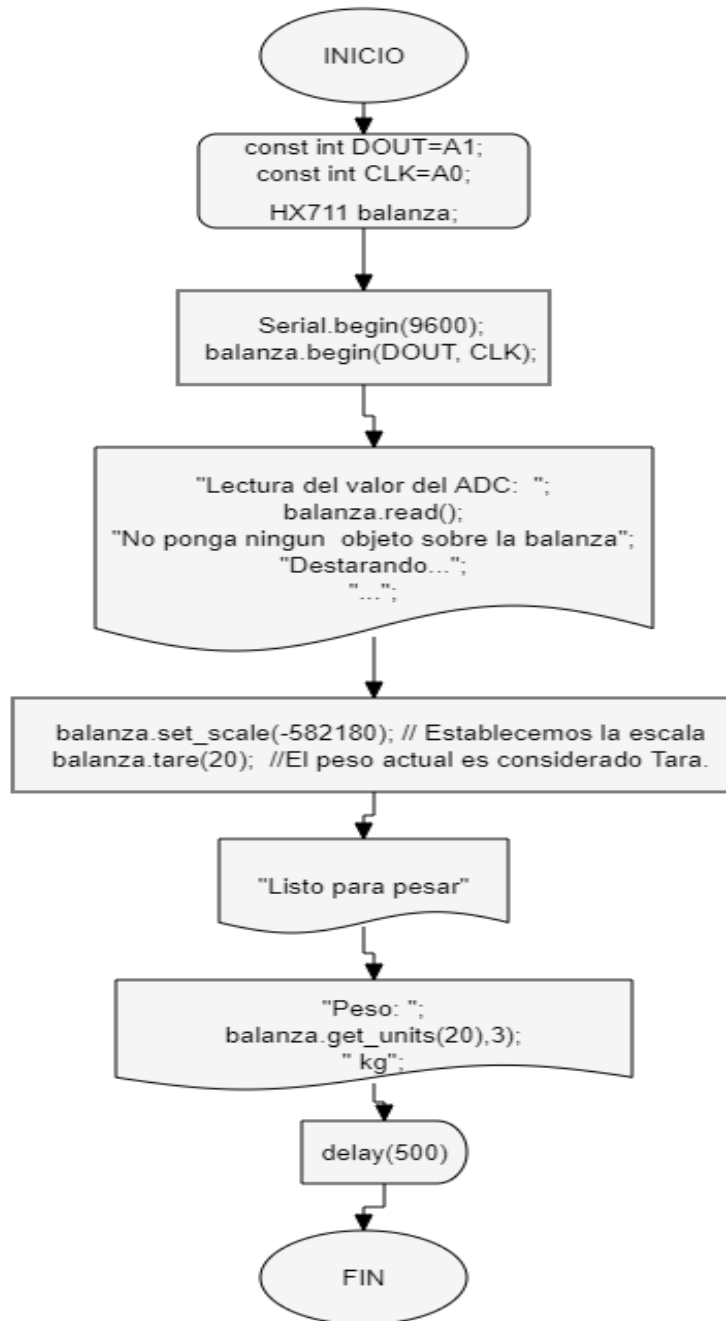 INICIO
const int DOUT=A1;
const int CLK=A0;
HX711 balanza;
Serial.begin(9600);
balanza.begin(DOUT, CLK);
"Lectura del valor del ADC:  ";
balanza.read();
"No ponga ningun  objeto sobre la balanza";
"Destarando...";
"...";
balanza.set_scale(-582180); // Establecemos la escala
balanza.tare(20);  //El peso actual es considerado Tara.
"Listo para pesar"
"Peso: ";
balanza.get_units(20),3);
" kg";
delay(500)
FIN